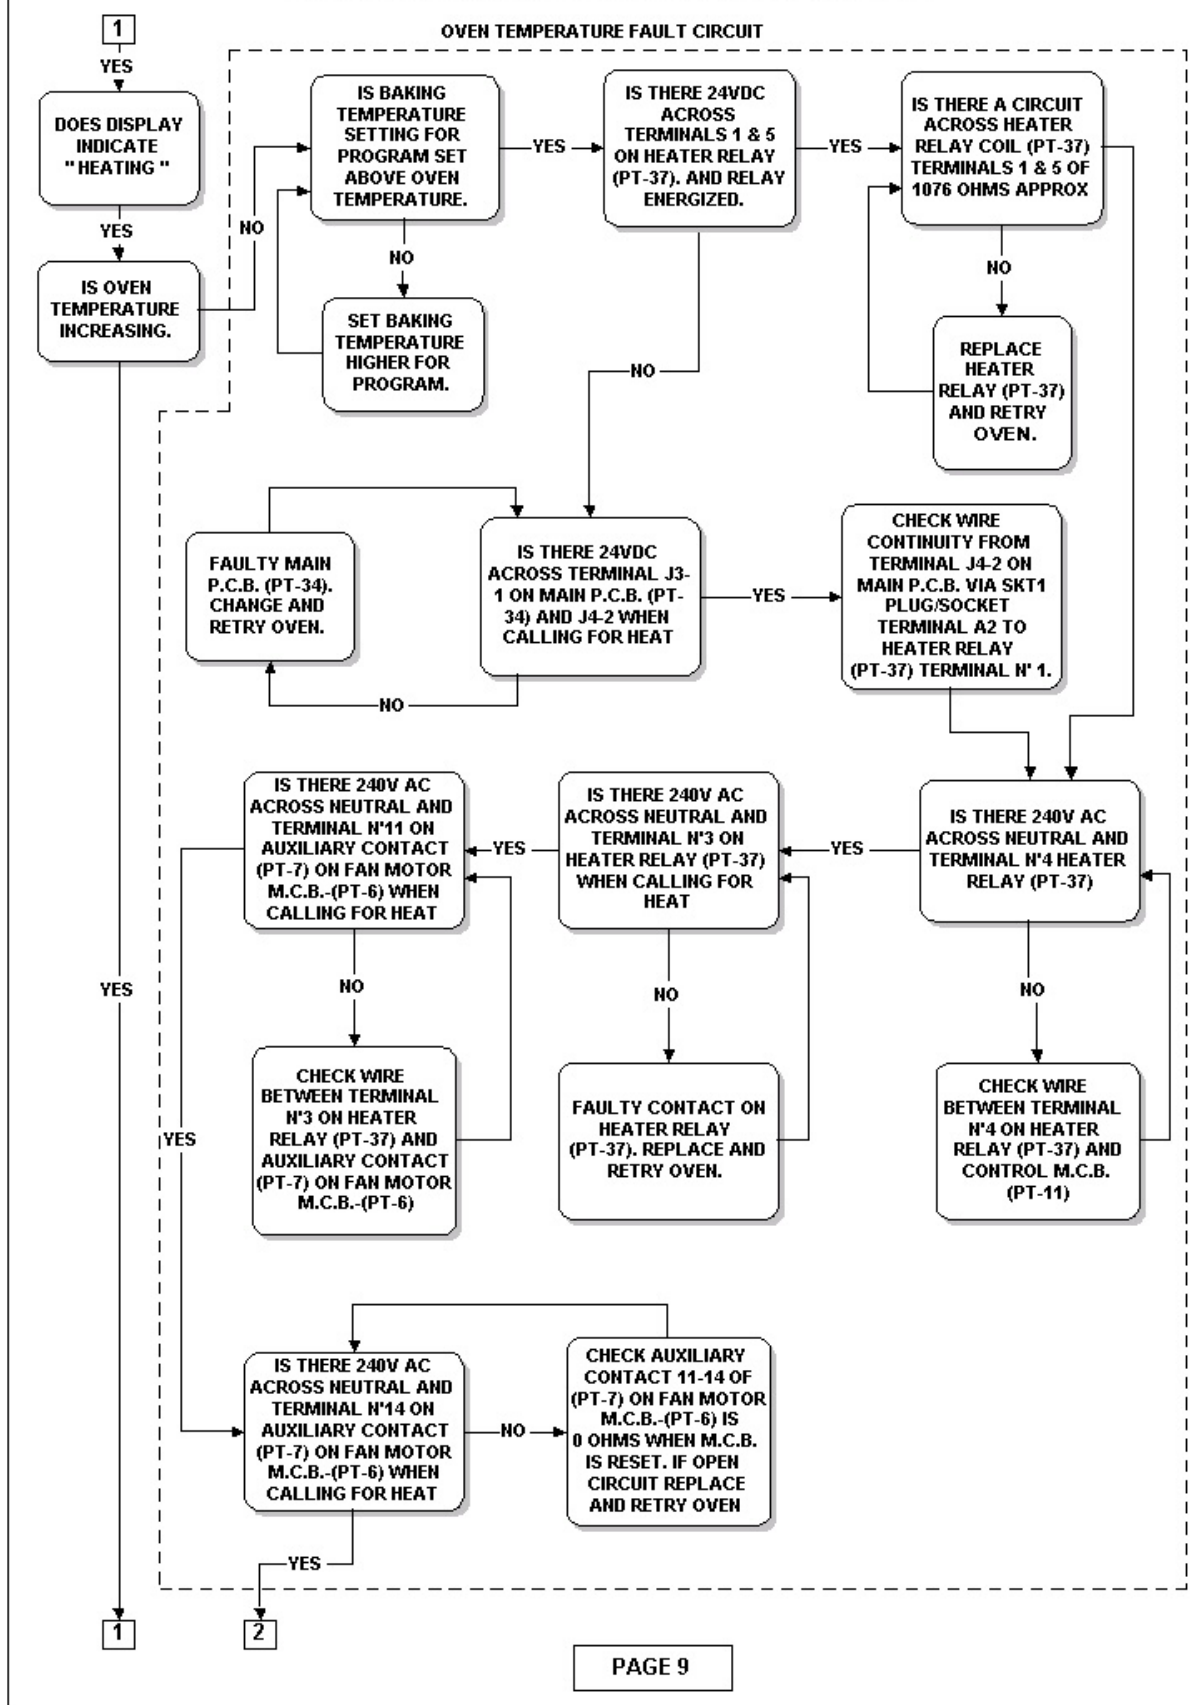 OVEN TEMPERATURE FAULT CIRCUIT
1
YES
DOES DISPLAY
INDICATE
" HEATING "
YES
IS OVEN
TEMPERATURE
INCREASING.
NO
IS BAKING
TEMPERATURE
SETTING FOR
PROGRAM SET
ABOVE OVEN
TEMPERATURE.
YES
NO
SET BAKING
TEMPERATURE
HIGHER FOR
PROGRAM.
IS THERE 24VDC
ACROSS
TERMINALS 1 & 5
ON HEATER RELAY
(PT-37). AND RELAY
ENERGIZED.
YES
NO
IS THERE A CIRCUIT
ACROSS HEATER
RELAY COIL (PT-37)
TERMINALS 1 & 5 OF
1076 OHMS APPROX
NO
REPLACE
HEATER
RELAY (PT-37)
AND RETRY
OVEN.
FAULTY MAIN
P.C.B. (PT-34).
CHANGE AND
RETRY OVEN.
IS THERE 24VDC
ACROSS TERMINAL J3-
1 ON MAIN P.C.B. (PT-
34) AND J4-2 WHEN
CALLING FOR HEAT
NO
YES
CHECK WIRE
CONTINUITY FROM
TERMINAL J4-2 ON
MAIN P.C.B. VIA SKT1
PLUG/SOCKET
TERMINAL A2 TO
HEATER RELAY
(PT-37) TERMINAL N' 1.
IS THERE 240V AC
ACROSS NEUTRAL AND
TERMINAL N'11 ON
AUXILIARY CONTACT
(PT-7) ON FAN MOTOR
M.C.B.-(PT-6) WHEN
CALLING FOR HEAT
YES
IS THERE 240V AC
ACROSS NEUTRAL AND
TERMINAL N'3 ON
HEATER RELAY (PT-37)
WHEN CALLING FOR
HEAT
YES
IS THERE 240V AC
ACROSS NEUTRAL AND
TERMINAL N'4 HEATER
RELAY (PT-37)
YES
NO
NO
NO
CHECK WIRE
BETWEEN TERMINAL
N'3 ON HEATER
RELAY (PT-37) AND
AUXILIARY CONTACT
(PT-7) ON FAN MOTOR
M.C.B.-(PT-6)
FAULTY CONTACT ON
HEATER RELAY
(PT-37). REPLACE AND
RETRY OVEN.
CHECK WIRE
BETWEEN TERMINAL
N'4 ON HEATER
RELAY (PT-37) AND
CONTROL M.C.B.
(PT-11)
YES
IS THERE 240V AC
ACROSS NEUTRAL AND
TERMINAL N'14 ON
AUXILIARY CONTACT
(PT-7) ON FAN MOTOR
M.C.B.-(PT-6) WHEN
CALLING FOR HEAT
NO
CHECK AUXILIARY
CONTACT 11-14 OF
(PT-7) ON FAN MOTOR
M.C.B.-(PT-6) IS
0 OHMS WHEN M.C.B.
IS RESET. IF OPEN
CIRCUIT REPLACE
AND RETRY OVEN
YES
1
2
PAGE 9